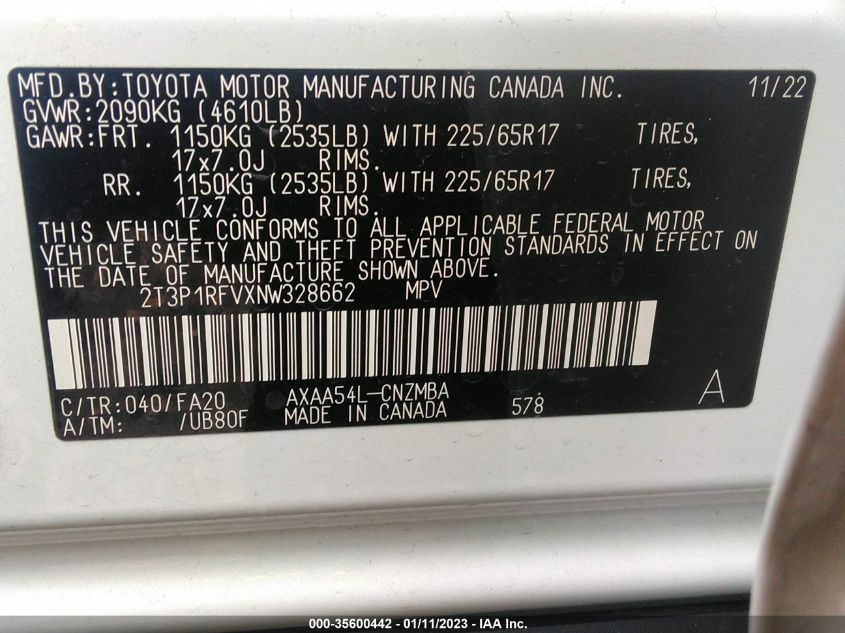 MFD.BY:TOYOTA MOTOR MANUFACTURING CANADA INC. 11/22
GVWR:2090KG (4610LB)
GAWR:FRT. 1150KG (2535LB) WITH 225/65R17 TIRES,
17x7.0J RIMS.
RR. 1150KG (2535LB) WITH 225/65R17 TIRES,
17x7.0J RIMS.
THIS VEHICLE CONFORMS TO ALL APPLICABLE FEDERAL MOTOR
VEHICLE SAFETY AND THEFT PREVENTION STANDARDS IN EFFECT ON
THE DATE OF MANUFACTURE SHOWN ABOVE.
2T3P1RFVXNW328662 MPV
C/TR:040/FA20 AXAA54L-CNZMBA
A/TM: /UB80F MADE IN CANADA 578 A
000-35600442 - 01/11/2023 - IAA Inc.